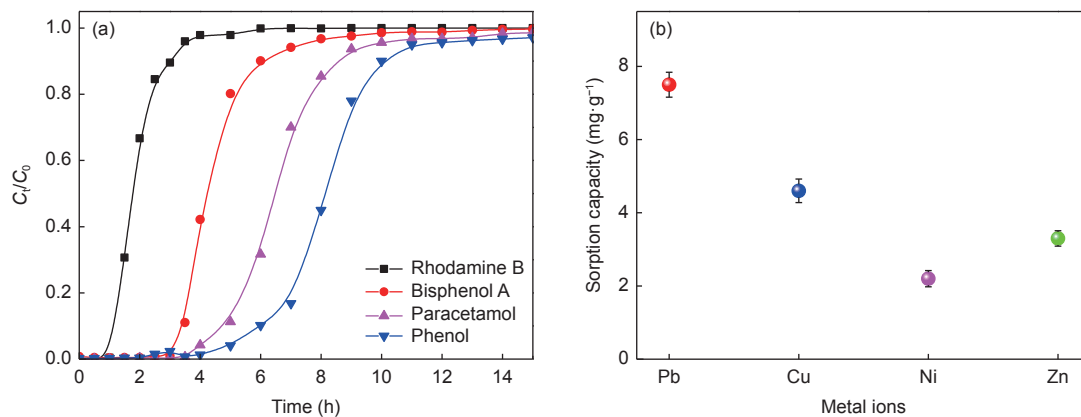 (a)
1.0
0.8
0.6
0.4
0.2
0.0
Cₜ/C₀
0 2 4 6 8 10 12 14
Time (h)
Rhodamine B
Bisphenol A
Paracetamol
Phenol
(b)
8
6
4
2
0
Sorption capacity (mg·g⁻¹)
Pb Cu Ni Zn
Metal ions